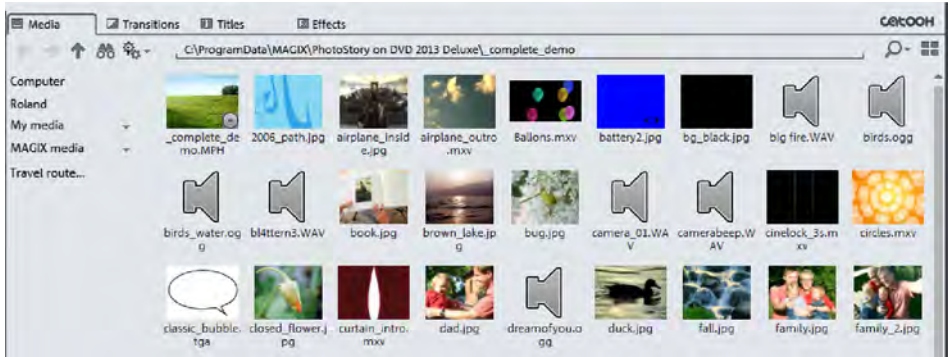 Media
Transitions
Titles
Effects
catooh
C:\ProgramData\MAGIX\PhotoStory on DVD 2013 Deluxe\_complete_demo
Computer
Roland
My media
MAGIX media
Travel route...
_complete_de
mo.MPH
2006_path.jpg
airplane_insid
e.jpg
airplane_outro
.mxv
Ballons.mxv
battery2.jpg
bg_black.jpg
big fire.WAV
birds.ogg
birds_water.og
g
bl4ttern3.WAV
book.jpg
brown_lake.jp
g
bug.jpg
camera_01.WA
V
camerabeep.W
AV
cinelock_3s.m
xv
circles.mxv
classic_bubble.
tga
closed_flower.j
pg
curtain_intro.
mxv
dad.jpg
dreamofyou.o
gg
duck.jpg
fall.jpg
family.jpg
family_2.jpg